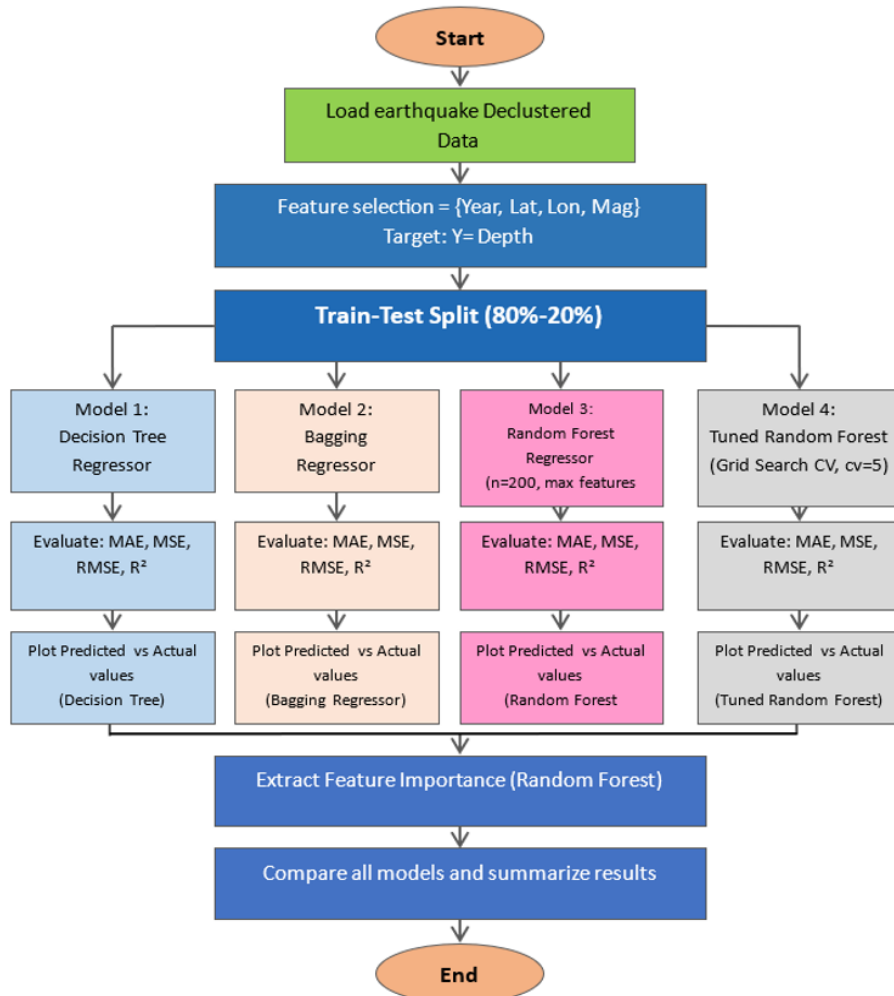 Start
Load earthquake Declustered
Data
Feature selection = {Year, Lat, Lon, Mag}
Target: Y= Depth
Train-Test Split (80%-20%)
Model 1:
Decision Tree
Regressor
Model 2:
Bagging
Regressor
Model 3:
Random Forest
Regressor
(n=200, max features
Model 4:
Tuned Random Forest
(Grid Search CV, cv=5)
Evaluate: MAE, MSE,
RMSE, R²
Evaluate: MAE, MSE,
RMSE, R²
Evaluate: MAE, MSE,
RMSE, R²
Evaluate: MAE, MSE,
RMSE, R²
Plot Predicted vs Actual
values
(Decision Tree)
Plot Predicted vs Actual
values
(Bagging Regressor)
Plot Predicted vs Actual
values
(Random Forest
Plot Predicted vs Actual
values
(Tuned Random Forest)
Extract Feature Importance (Random Forest)
Compare all models and summarize results
End